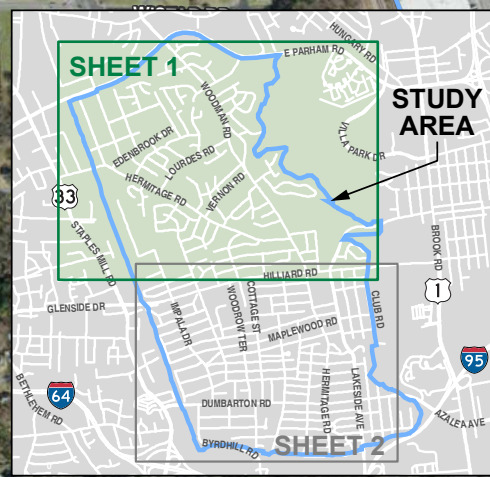 HUNGARY RD
E PARHAM RD
SHEET 1
WOODMAN RD
STUDY
AREA
VILLA PARK DR
EDENBROOK DR
LOURDES RD
HERMITAGE RD
VERNON RD
33
STAPLES MILL RD
BROOK RD
HILLIARD RD
1
GLENSIDE DR
IMPALA DR
COTTAGE ST
WOODROW TER
CLUB RD
MAPLEWOOD RD
95
BETHLEHEM RD
64
HERMITAGE RD
LAKESIDE AVE
DUMBARTON RD
AZALEA AVE
BYRDHILL RD
SHEET 2